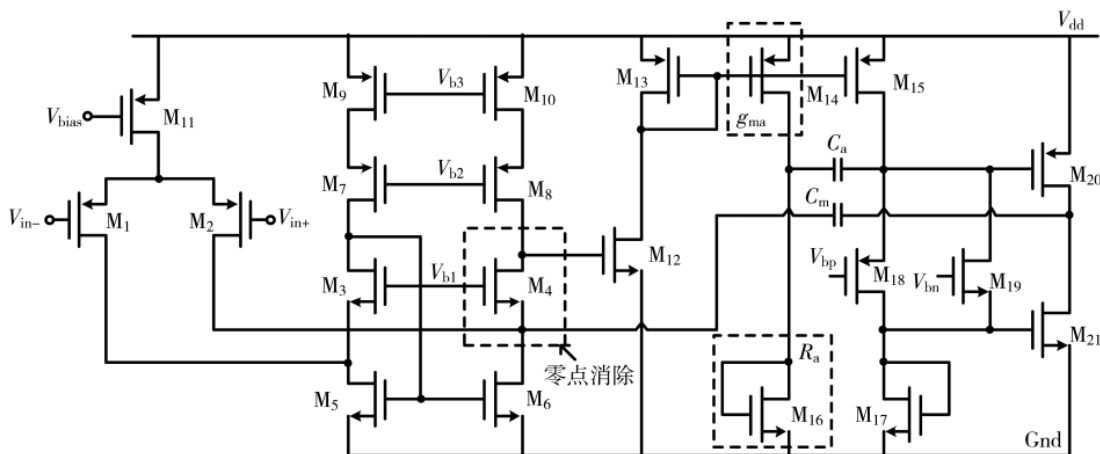 V_dd
M_9
V_b3
M_10
M_13
M_14
M_15
g_ma
V_bias
M_11
M_7
V_b2
M_8
C_a
M_20
C_m
V_in−
M_1
M_2
V_in+
M_12
V_bp
M_18
V_bn
M_19
M_3
V_b1
M_4
M_21
R_a
零点消除
M_5
M_6
M_16
M_17
Gnd